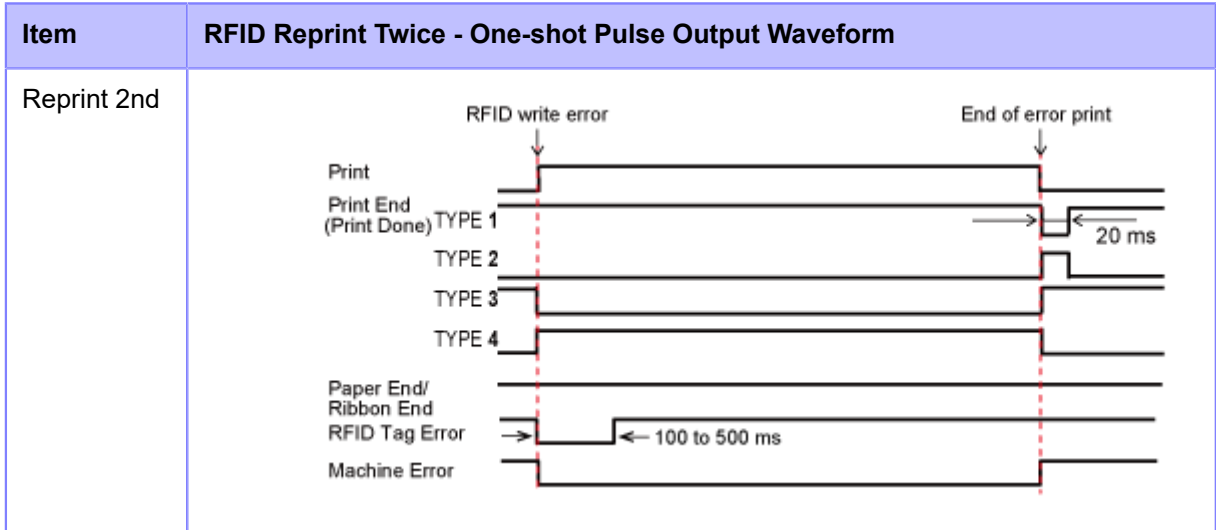 Item
RFID Reprint Twice - One-shot Pulse Output Waveform
Reprint 2nd
RFID write error
End of error print
Print
Print End
(Print Done) TYPE 1
20 ms
TYPE 2
TYPE 3
TYPE 4
Paper End/
Ribbon End
RFID Tag Error
100 to 500 ms
Machine Error